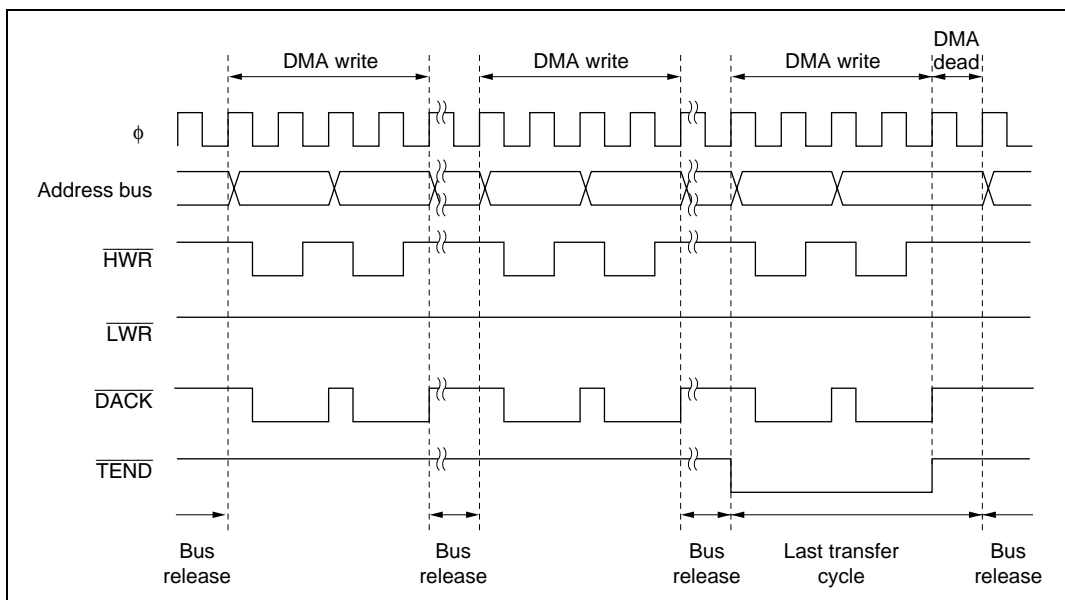 DMA write
DMA write
DMA write
DMA
dead
ϕ
Address bus
HWR
LWR
DACK
TEND
Bus
release
Bus
release
Bus
release
Last transfer
cycle
Bus
release